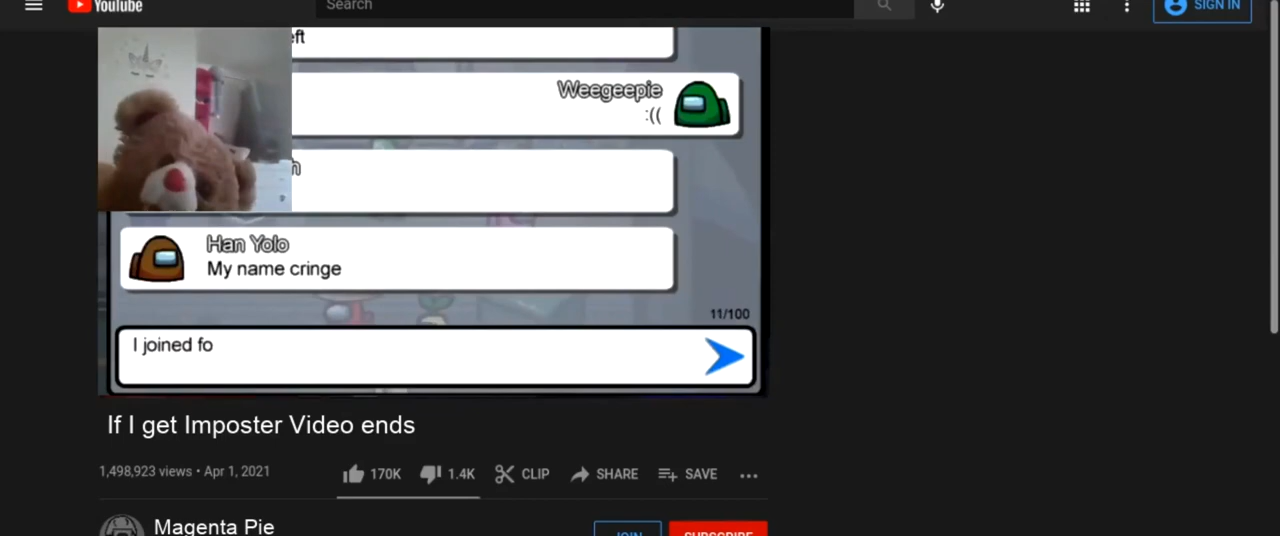 YouTube
Search
SIGN IN
eft
Weegeepie
:((
Han Yolo
My name cringe
11/100
I joined fo
If I get Imposter Video ends
1,498,923 views • Apr 1, 2021
170K
1.4K
CLIP
SHARE
SAVE
Magenta Pie
JOIN
SUBSCRIBE